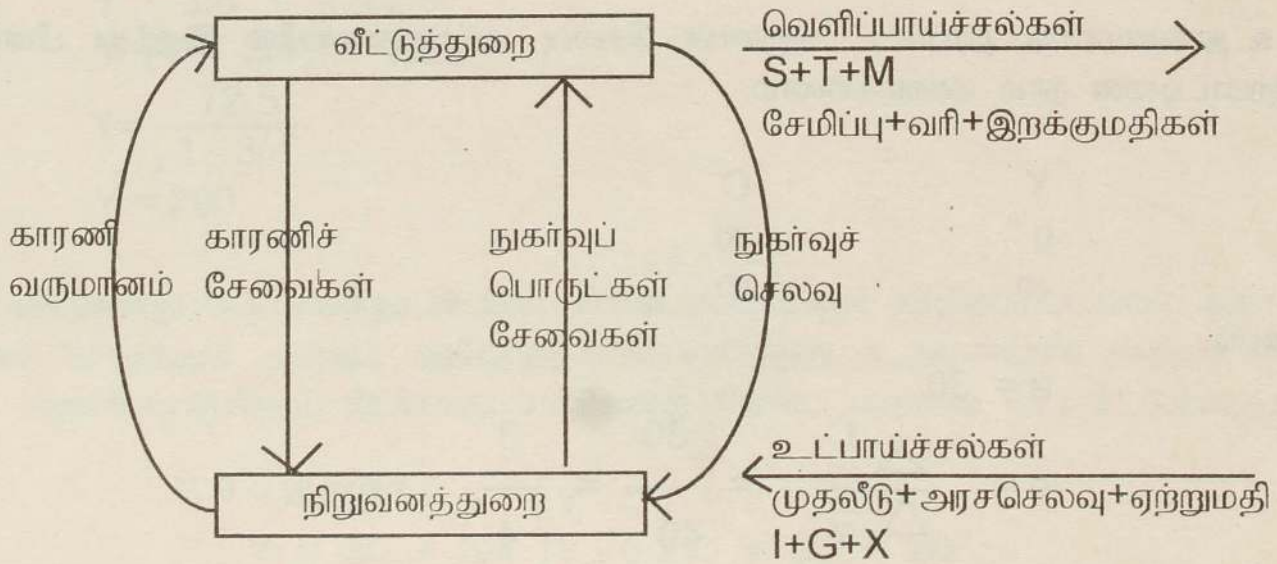 வீட்டுத்துறை
வெளிப்பாய்ச்சல்கள்
S+T+M
சேமிப்பு+வரி+இறக்குமதிகள்
காரணி
வருமானம்
காரணிச்
சேவைகள்
நுகர்வுப்
பொருட்கள்
சேவைகள்
நுகர்வுச்
செலவு
நிறுவனத்துறை
உட்பாய்ச்சல்கள்
முதலீடு+அரசசெலவு+ஏற்றுமதி
I+G+X